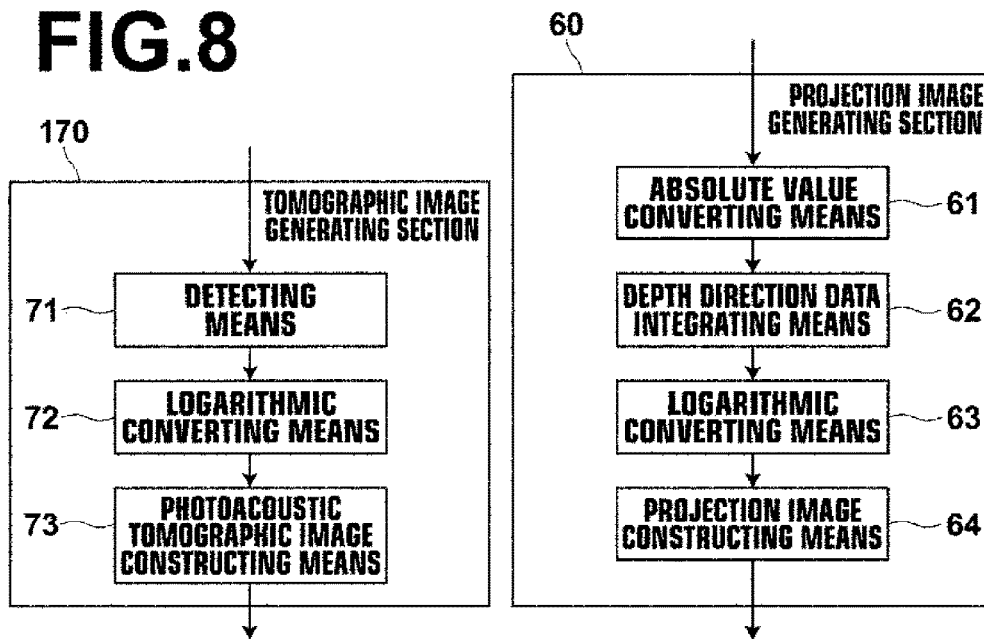 FIG.8
170
TOMOGRAPHIC IMAGE
GENERATING SECTION
71
DETECTING
MEANS
72
LOGARITHMIC
CONVERTING MEANS
73
PHOTOACOUSTIC
TOMOGRAPHIC IMAGE
CONSTRUCTING MEANS
60
PROJECTION IMAGE
GENERATING SECTION
ABSOLUTE VALUE
CONVERTING MEANS
61
DEPTH DIRECTION DATA
INTEGRATING MEANS
62
LOGARITHMIC
CONVERTING MEANS
63
PROJECTION IMAGE
CONSTRUCTING MEANS
64